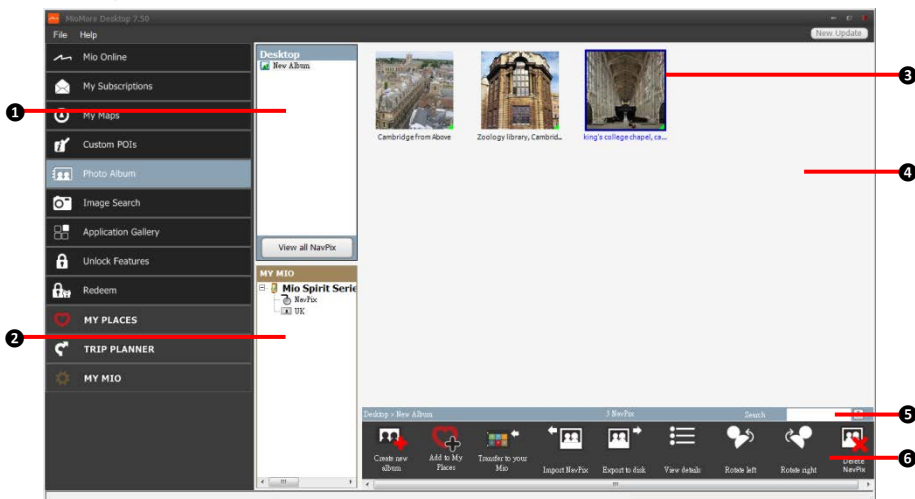 MioMore Desktop 7.50
File Help
New Update
Mio Online
My Subscriptions
My Maps
Custom POIs
Photo Album
Image Search
Application Gallery
Unlock Features
Redeem
MY PLACES
TRIP PLANNER
MY MIO
Desktop
New Album
View all NavPix
MY MIO
Mio Spirit Serie
NavPix
UK
Cambridge from Above
Zoology library, Cambrid...
king's college chapel, ca...
Desktop > New Album 3 NavPix Search
Create new album
Add to My Places
Transfer to your Mio
Import NavPix
Export to disk
View details
Rotate left
Rotate right
Delete NavPix
1
2
3
4
5
6